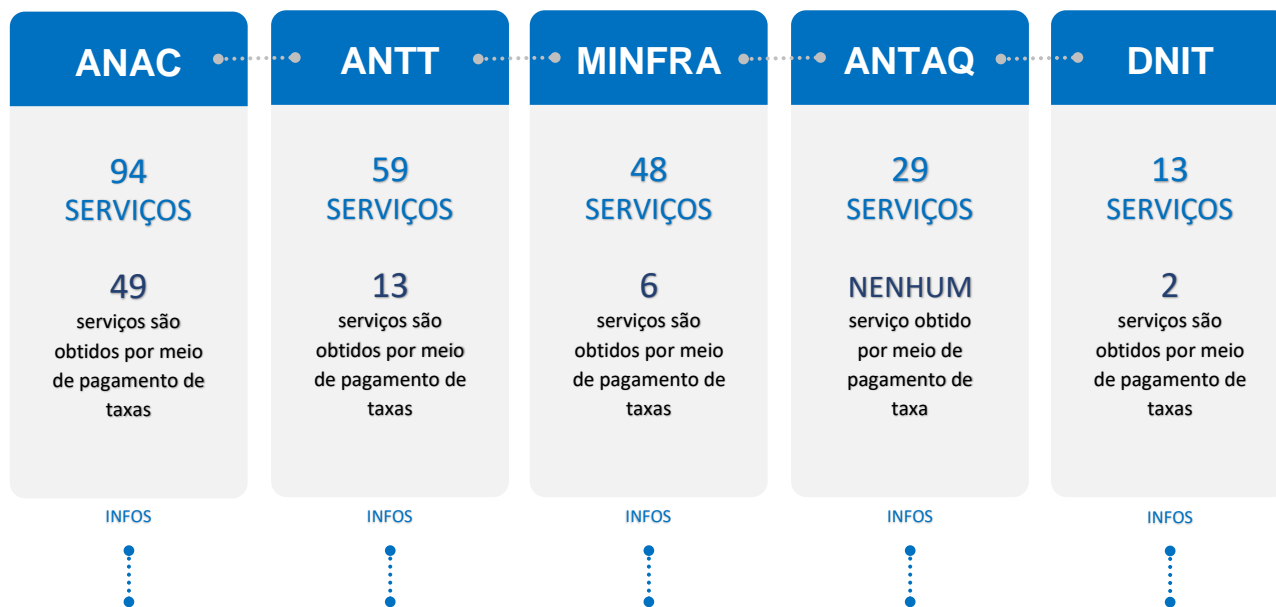 ANAC
94
SERVIÇOS
49
serviços são
obtidos por meio
de pagamento de
taxas
INFOS
ANTT
59
SERVIÇOS
13
serviços são
obtidos por meio
de pagamento de
taxas
INFOS
MINFRA
48
SERVIÇOS
6
serviços são
obtidos por meio
de pagamento de
taxas
INFOS
ANTAQ
29
SERVIÇOS
NENHUM
serviço obtido
por meio de
pagamento de
taxa
INFOS
DNIT
13
SERVIÇOS
2
serviços são
obtidos por meio
de pagamento de
taxas
INFOS